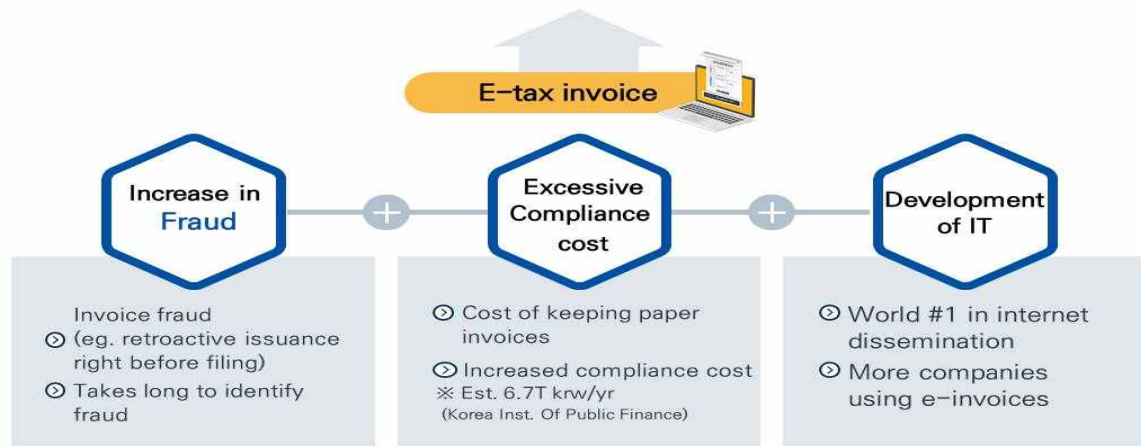 E-tax invoice
Increase in
Fraud
+
Excessive
Compliance
cost
+
Development
of IT
Invoice fraud
(eg. retroactive issuance
right before filing)
Takes long to identify
fraud
Cost of keeping paper
invoices
Increased compliance cost
※ Est. 6.7T krw/yr
(Korea Inst. Of Public Finance)
World #1 in internet
dissemination
More companies
using e-invoices